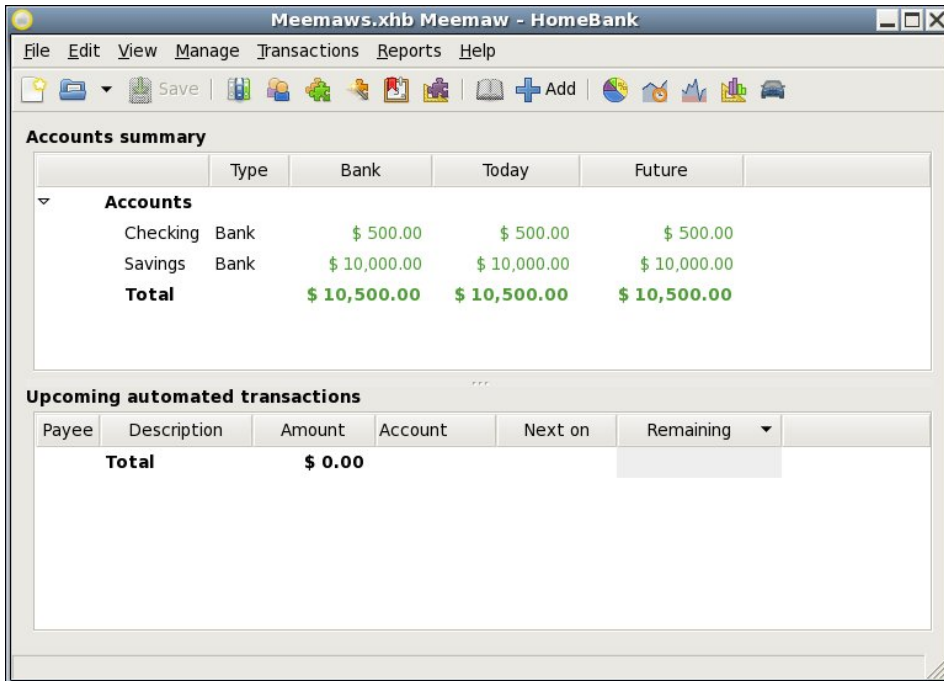 Meemaws.xhb Meemaw - HomeBank
File Edit View Manage Transactions Reports Help
Save Add
Accounts summary
Type Bank Today Future
Accounts
Checking Bank $ 500.00 $ 500.00 $ 500.00
Savings Bank $ 10,000.00 $ 10,000.00 $ 10,000.00
Total $ 10,500.00 $ 10,500.00 $ 10,500.00
Upcoming automated transactions
Payee Description Amount Account Next on Remaining
Total $ 0.00